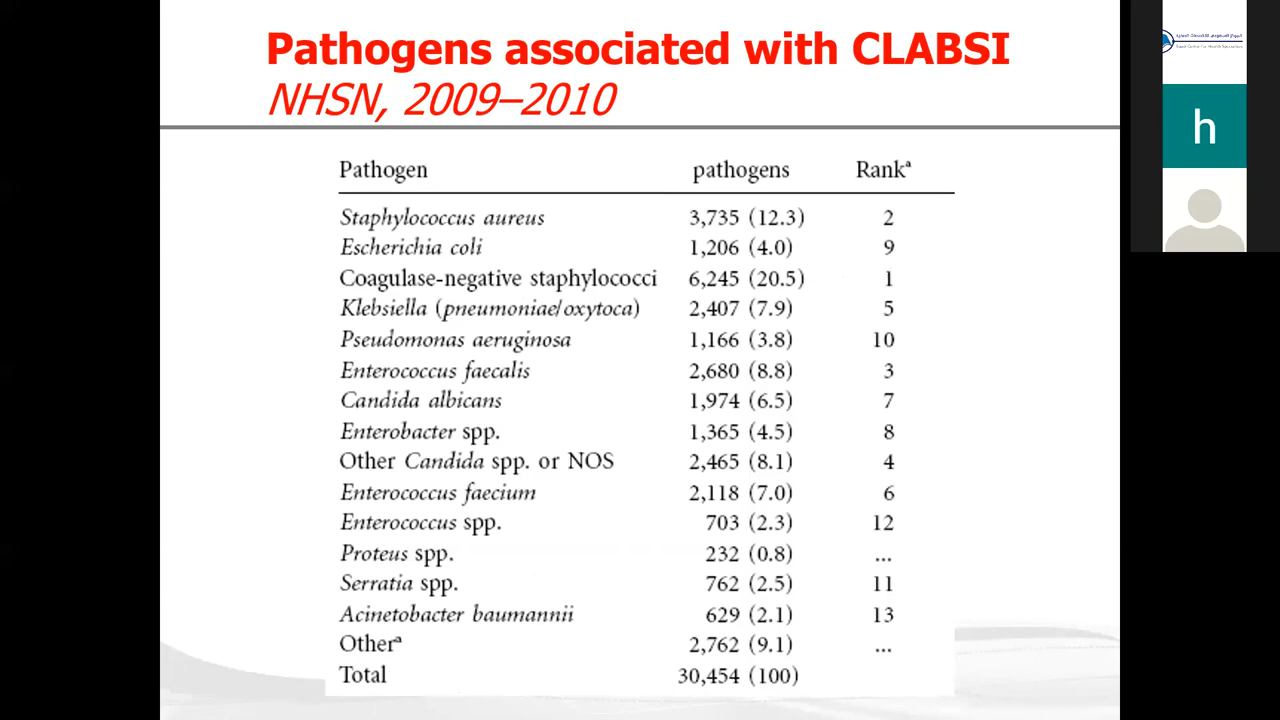 Pathogens associated with CLABSI
NHSN, 2009–2010
Pathogen pathogens Rankª
Staphylococcus aureus 3,735 (12.3) 2
Escherichia coli 1,206 (4.0) 9
Coagulase-negative staphylococci 6,245 (20.5) 1
Klebsiella (pneumoniae/oxytoca) 2,407 (7.9) 5
Pseudomonas aeruginosa 1,166 (3.8) 10
Enterococcus faecalis 2,680 (8.8) 3
Candida albicans 1,974 (6.5) 7
Enterobacter spp. 1,365 (4.5) 8
Other Candida spp. or NOS 2,465 (8.1) 4
Enterococcus faecium 2,118 (7.0) 6
Enterococcus spp. 703 (2.3) 12
Proteus spp. 232 (0.8) ...
Serratia spp. 762 (2.5) 11
Acinetobacter baumannii 629 (2.1) 13
Otherª 2,762 (9.1) ...
Total 30,454 (100)
h